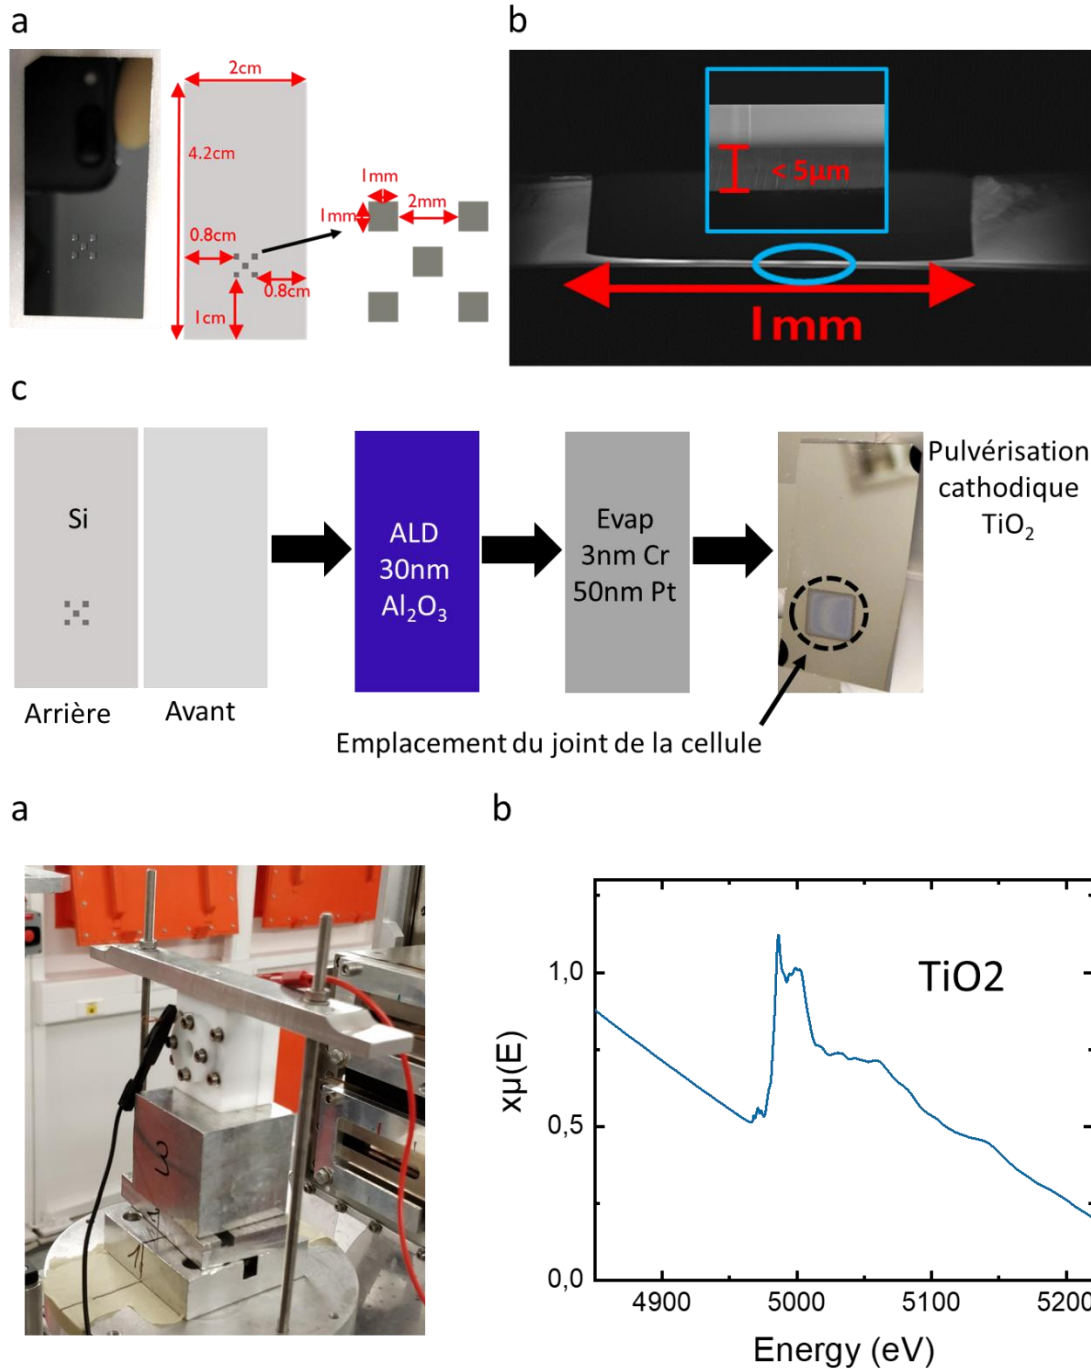 a
b
2cm
4.2cm
0.8cm
0.8cm
1cm
1mm
1mm
2mm
< 5µm
1mm
c
Si
Arrière
Avant
ALD
30nm
Al₂O₃
Evap
3nm Cr
50nm Pt
Pulvérisation
cathodique
TiO₂
Emplacement du joint de la cellule
a
b
3
2
1
TiO2
xµ(E)
1,0
0,5
0,0
4900
5000
5100
5200
Energy (eV)